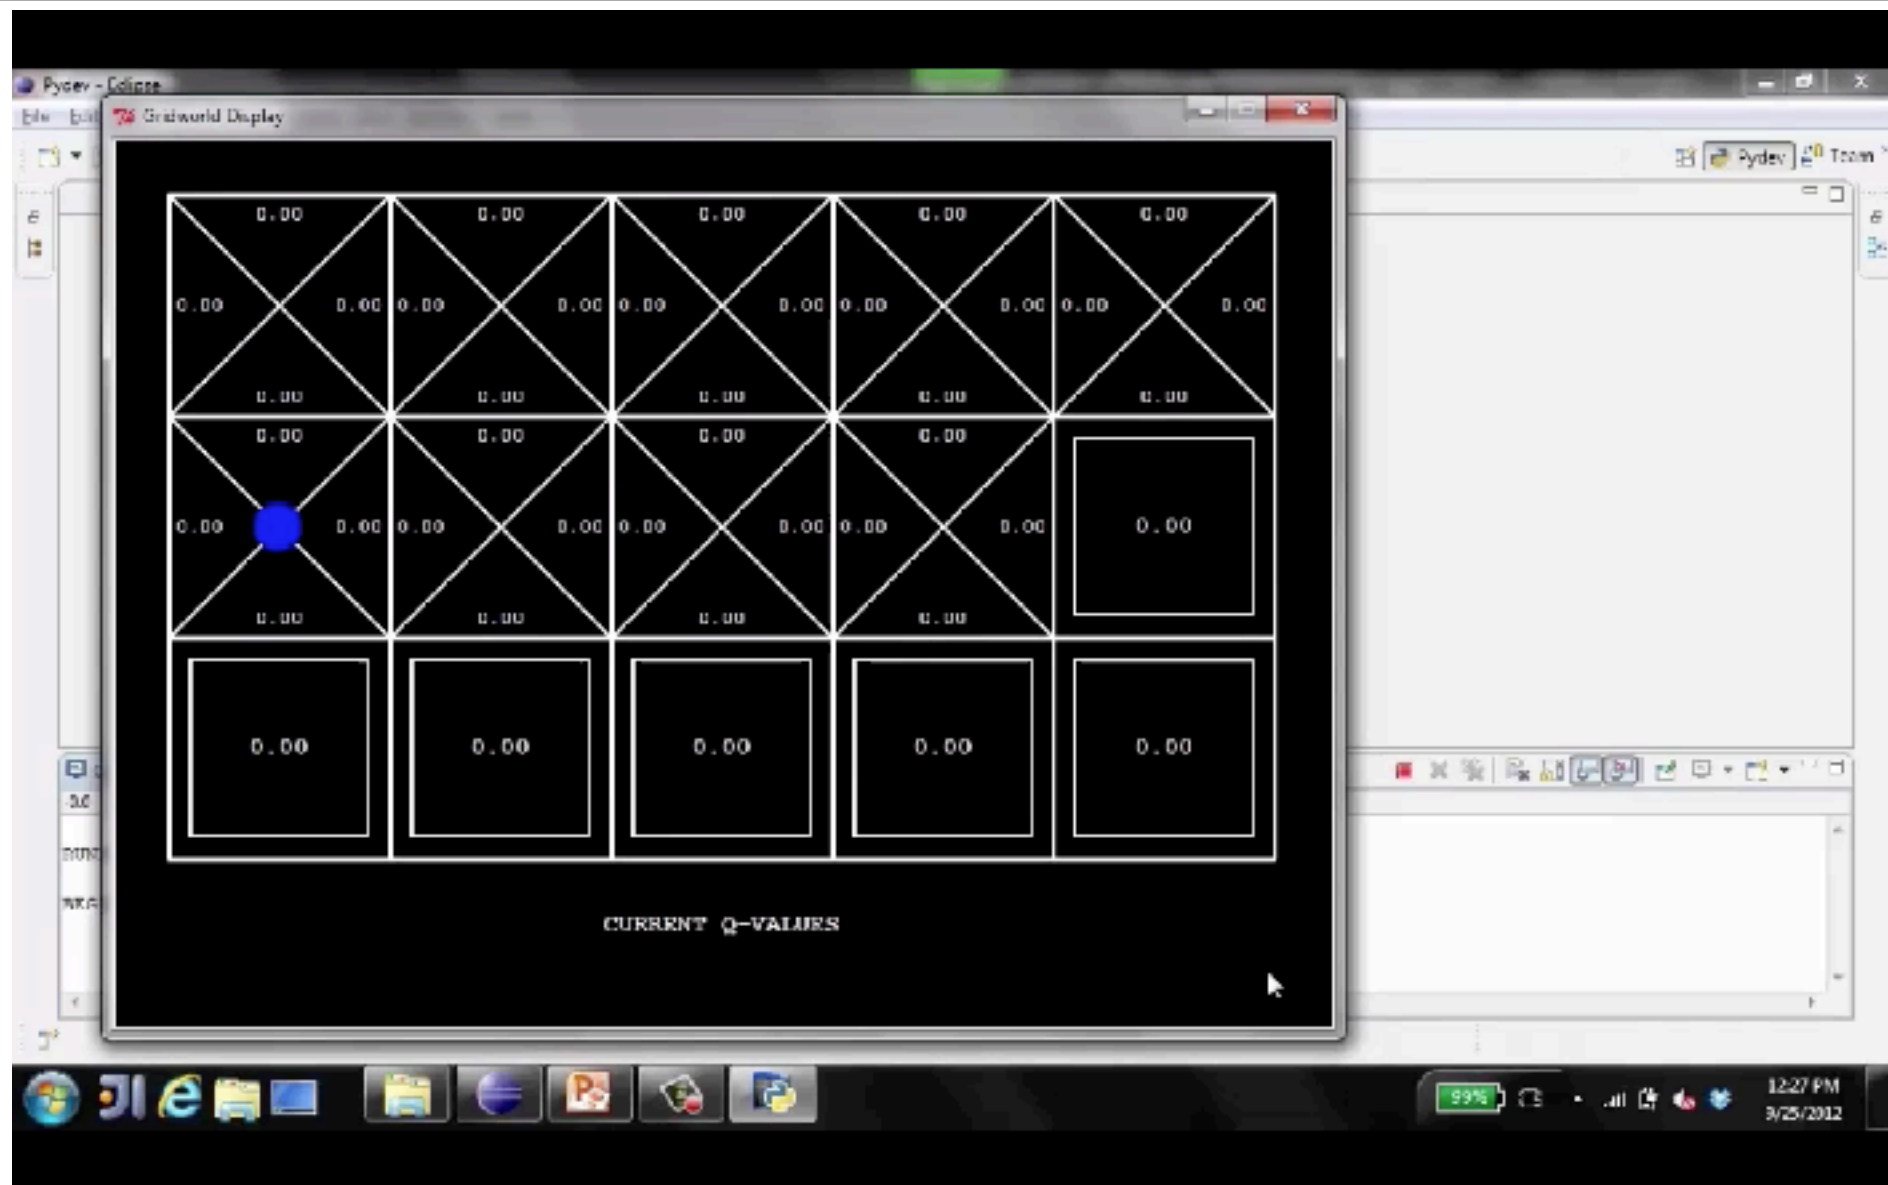 Pydev - Eclipse
File Edit
Gridworld Display
Pydev Team
0.00 0.00 0.00 0.00 0.00
0.00 0.00 0.00 0.00 0.00 0.00 0.00 0.00 0.00 0.00
0.00 0.00 0.00 0.00 0.00
0.00 0.00 0.00 0.00
0.00 0.00 0.00 0.00 0.00 0.00 0.00 0.00 0.00
0.00 0.00 0.00 0.00
0.00 0.00 0.00 0.00 0.00
CURRENT Q-VALUES
99%
12:27 PM
9/25/2012